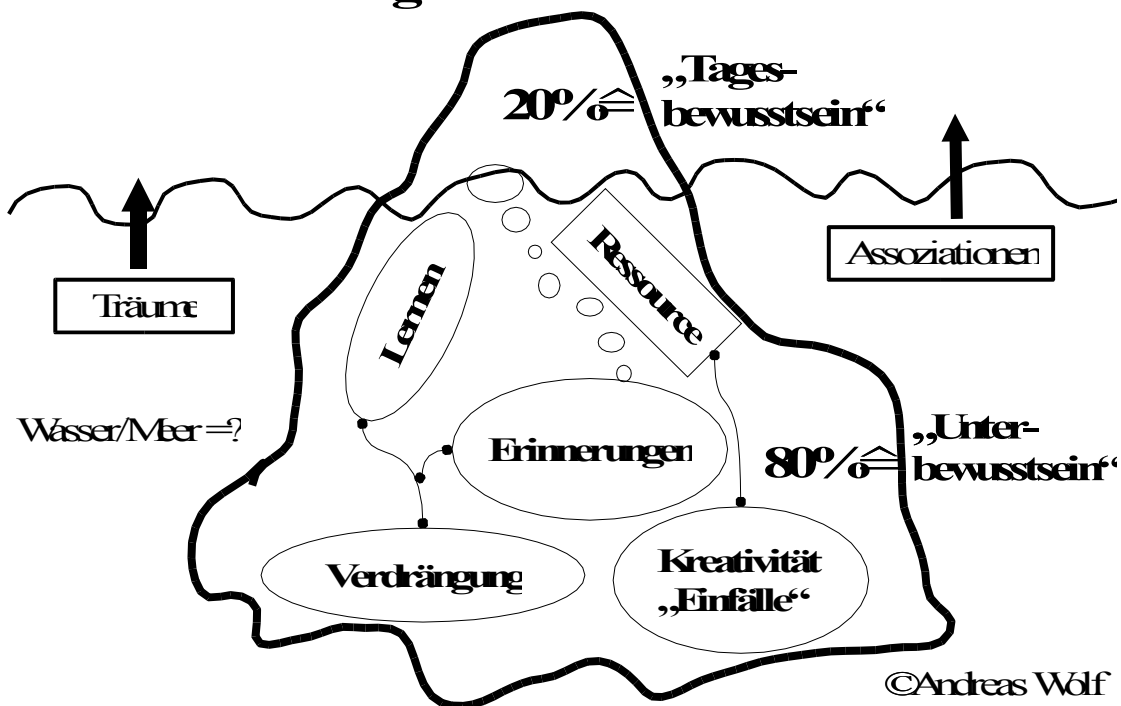 20%≙
„Tages-
bewusstsein“
Assoziationen
Träume
Lernen
Ressource
Wasser/Meer =?
Erinnerungen
80%≙
„Unter-
bewusstsein“
Verdrängung
Kreativität
„Einfälle“
©Andreas Wolf